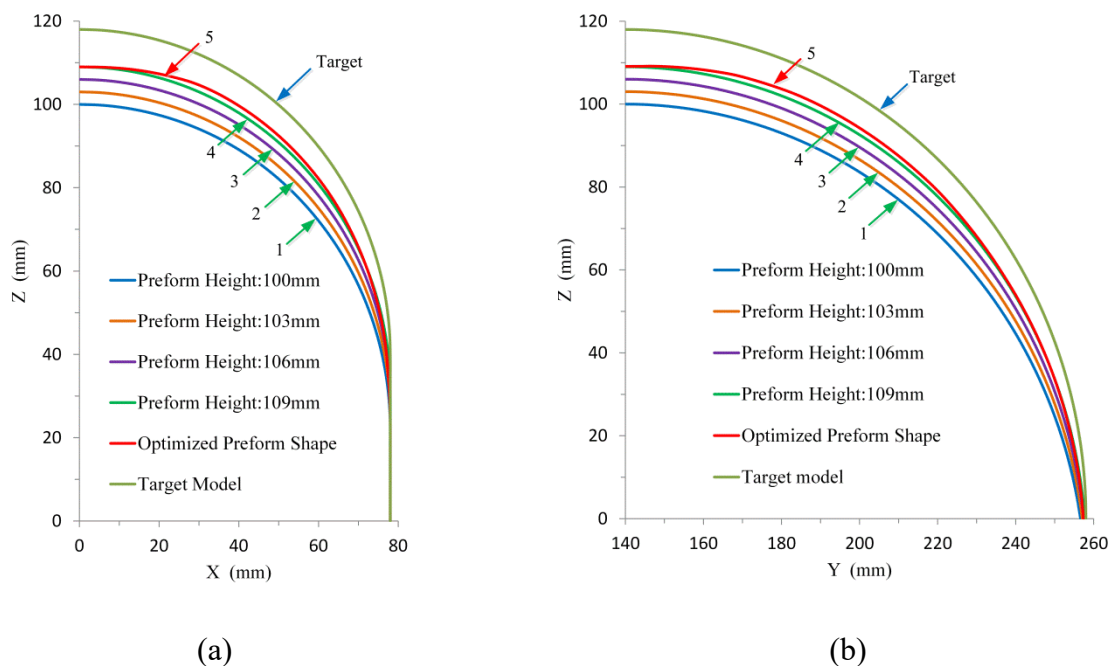 120
100
80
60
40
20
0
0
20
40
60
80
Z (mm)
X (mm)
5
Target
4
3
2
1
Preform Height:100mm
Preform Height:103mm
Preform Height:106mm
Preform Height:109mm
Optimized Preform Shape
Target Model
(a)
120
100
80
60
40
20
0
140
160
180
200
220
240
260
Z (mm)
Y (mm)
5
Target
4
3
2
1
Preform Height:100mm
Preform Height:103mm
Preform Height:106mm
Preform Height:109mm
Optimized Preform Shape
Target model
(b)